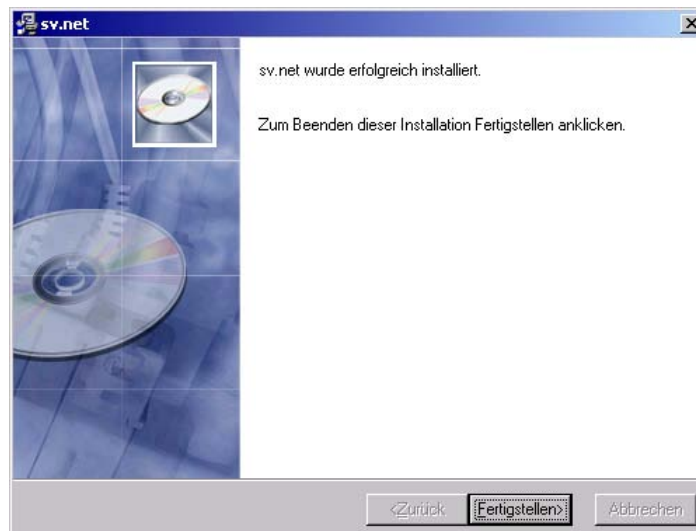 sv.net
sv.net wurde erfolgreich installiert.
Zum Beenden dieser Installation Fertigstellen anklicken.
<Zurück
Fertigstellen>
Abbrechen